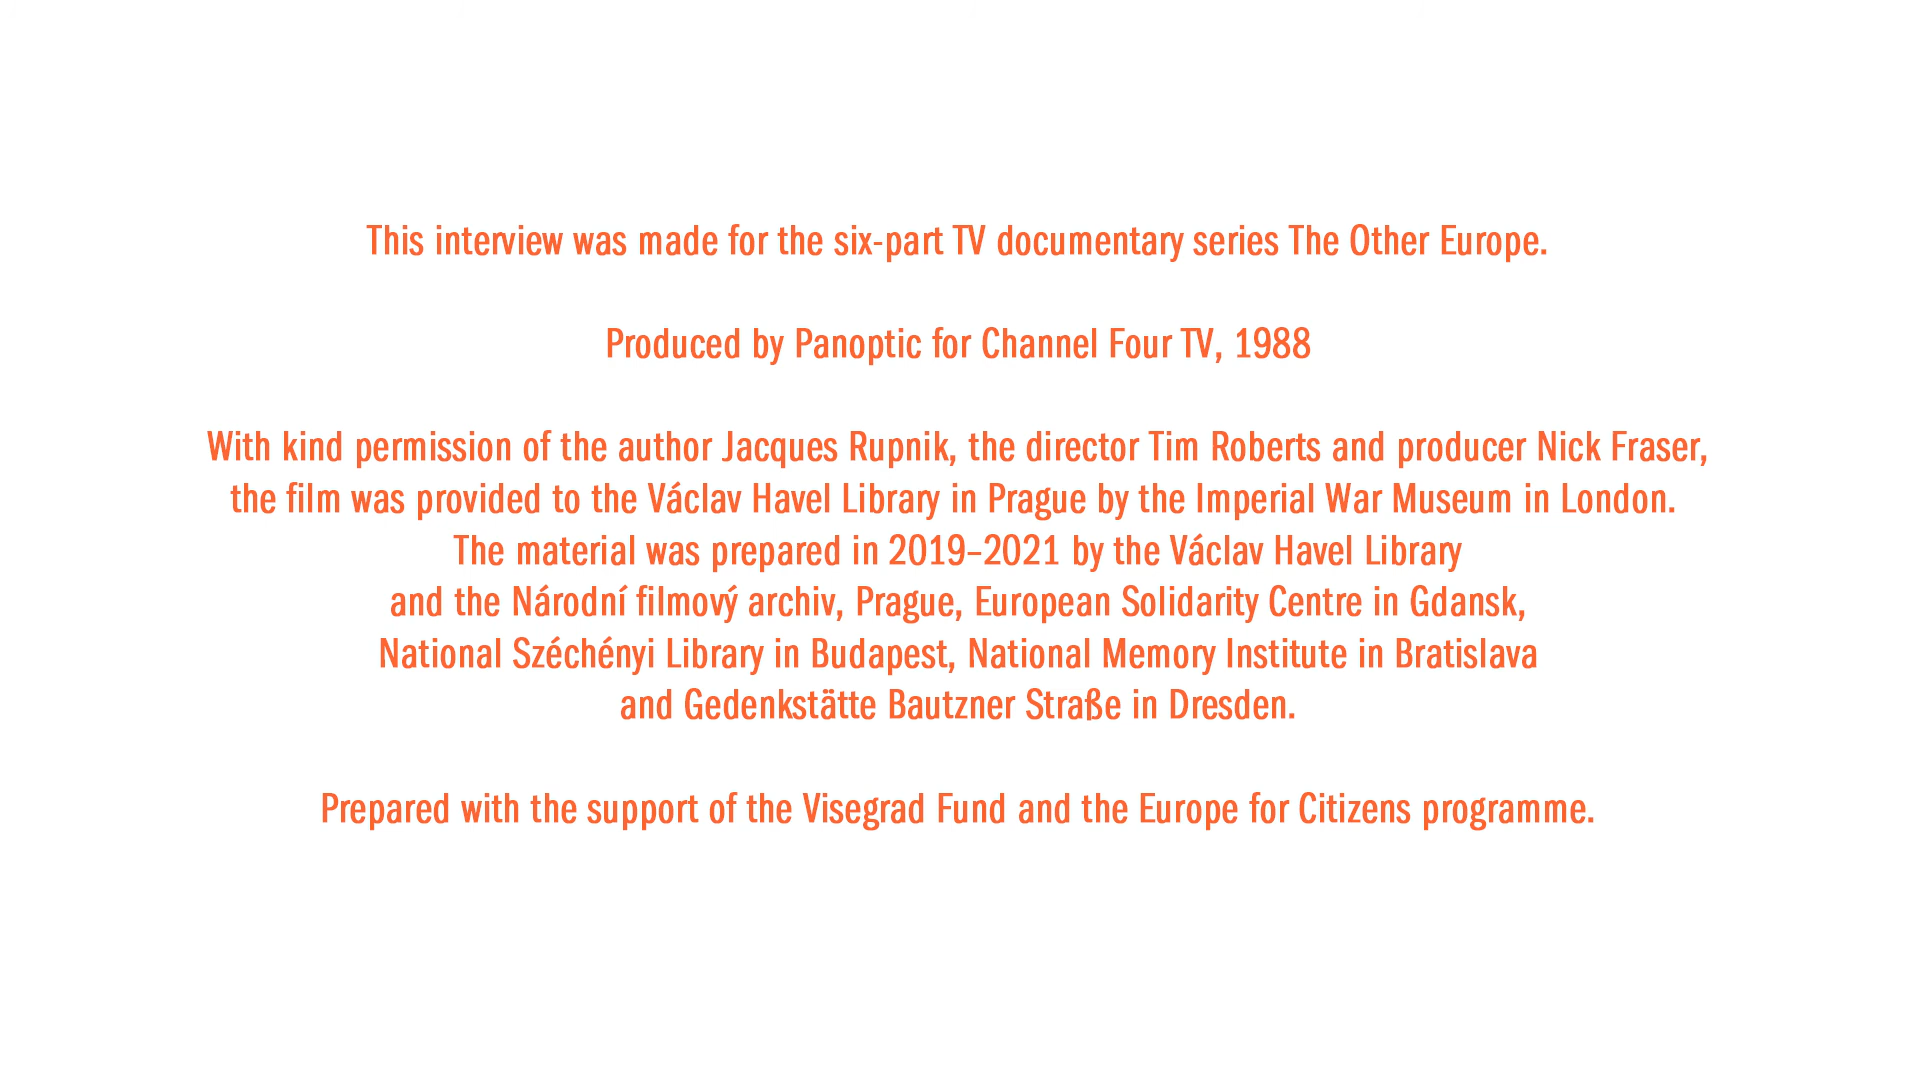 This interview was made for the six-part TV documentary series The Other Europe.
Produced by Panoptic for Channel Four TV, 1988
With kind permission of the author Jacques Rupnik, the director Tim Roberts and producer Nick Fraser,
the film was provided to the Václav Havel Library in Prague by the Imperial War Museum in London.
The material was prepared in 2019–2021 by the Václav Havel Library
and the Národní filmový archiv, Prague, European Solidarity Centre in Gdansk,
National Széchényi Library in Budapest, National Memory Institute in Bratislava
and Gedenkstätte Bautzner Straße in Dresden.
Prepared with the support of the Visegrad Fund and the Europe for Citizens programme.